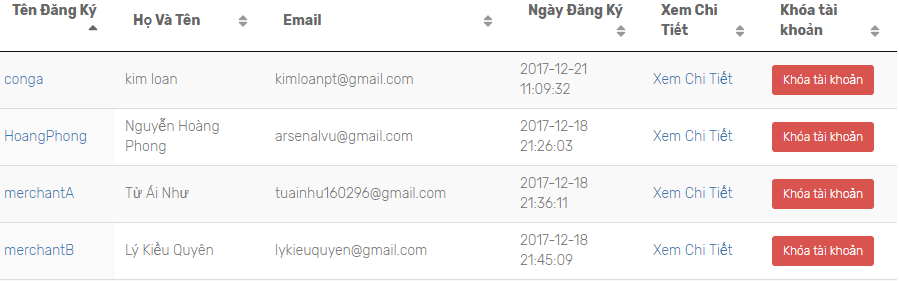 Tên Đăng Ký Họ Và Tên Email Ngày Đăng Ký Xem Chi Tiết Khóa tài khoản
conga kim loan kimloanpt@gmail.com 2017-12-21 11:09:32 Xem Chi Tiết Khóa tài khoản
HoangPhong Nguyễn Hoàng Phong arsenalvu@gmail.com 2017-12-18 21:26:03 Xem Chi Tiết Khóa tài khoản
merchantA Từ Ái Như tuainhu160296@gmail.com 2017-12-18 21:36:11 Xem Chi Tiết Khóa tài khoản
merchantB Lý Kiều Quyên lykieuquyen@gmail.com 2017-12-18 21:45:09 Xem Chi Tiết Khóa tài khoản